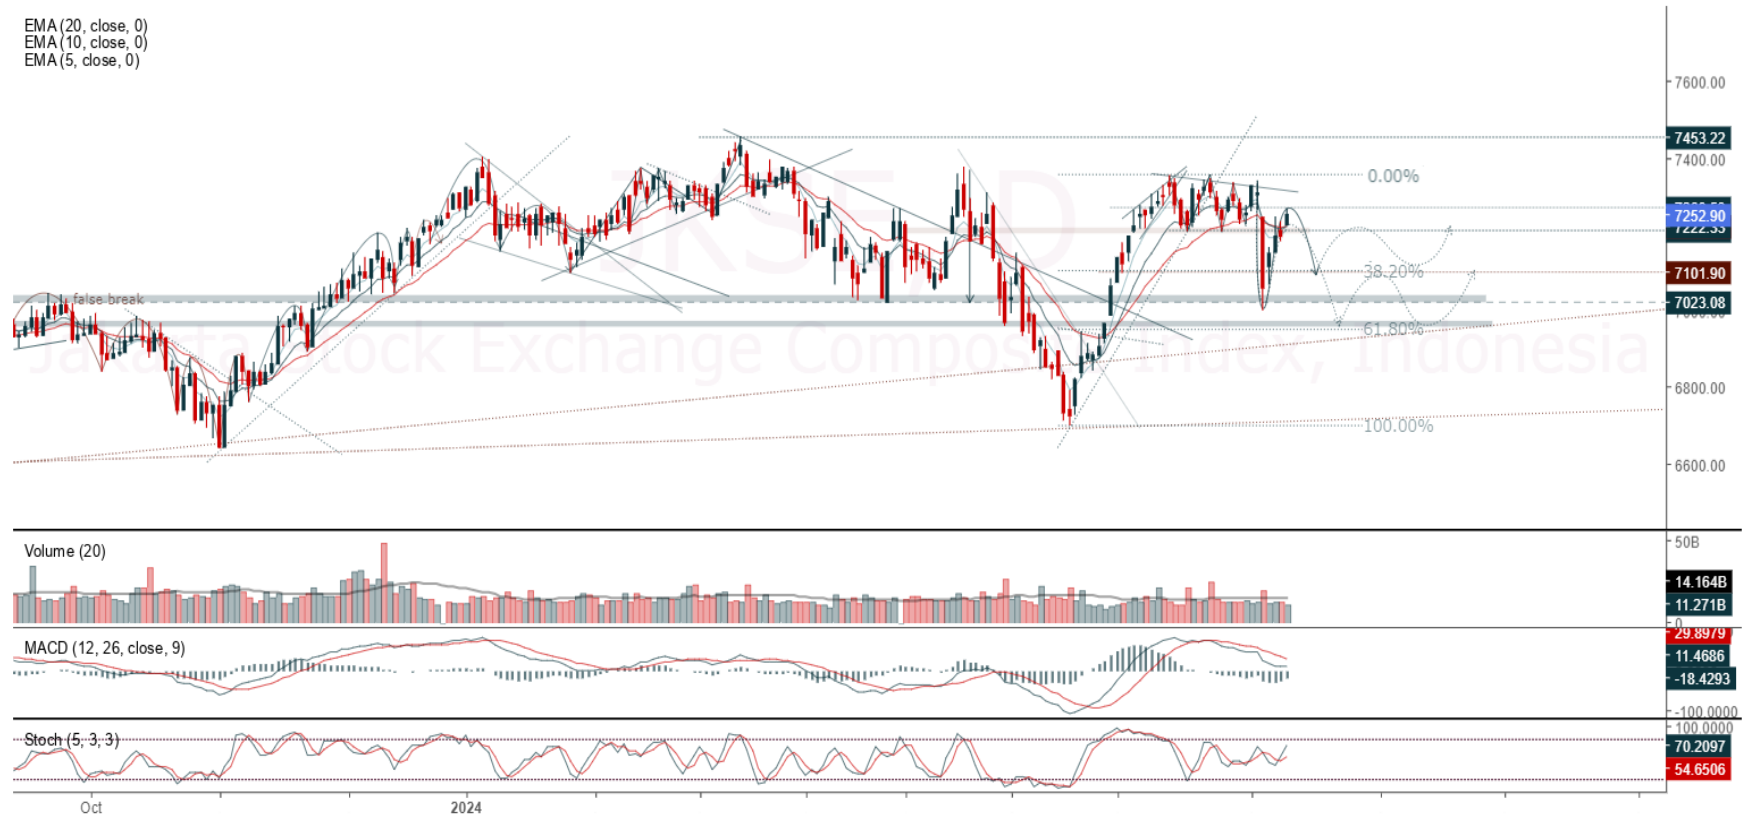 EMA (20, close, 0)
EMA (10, close, 0)
EMA (5, close, 0)
7600.00
7453.22
7400.00
0.00%
7252.90
7222.33
38.20%
7101.90
false break
7023.08
61.80%
Jakarta Stock Exchange Composite Index, Indonesia
6800.00
100.00%
6600.00
Volume (20)
50B
14.164B
11.271B
0
29.8979
MACD (12, 26, close, 9)
11.4686
-18.4293
-100.0000
100.0000
Stoch (5, 3, 3)
70.2097
54.6506
Oct
2024